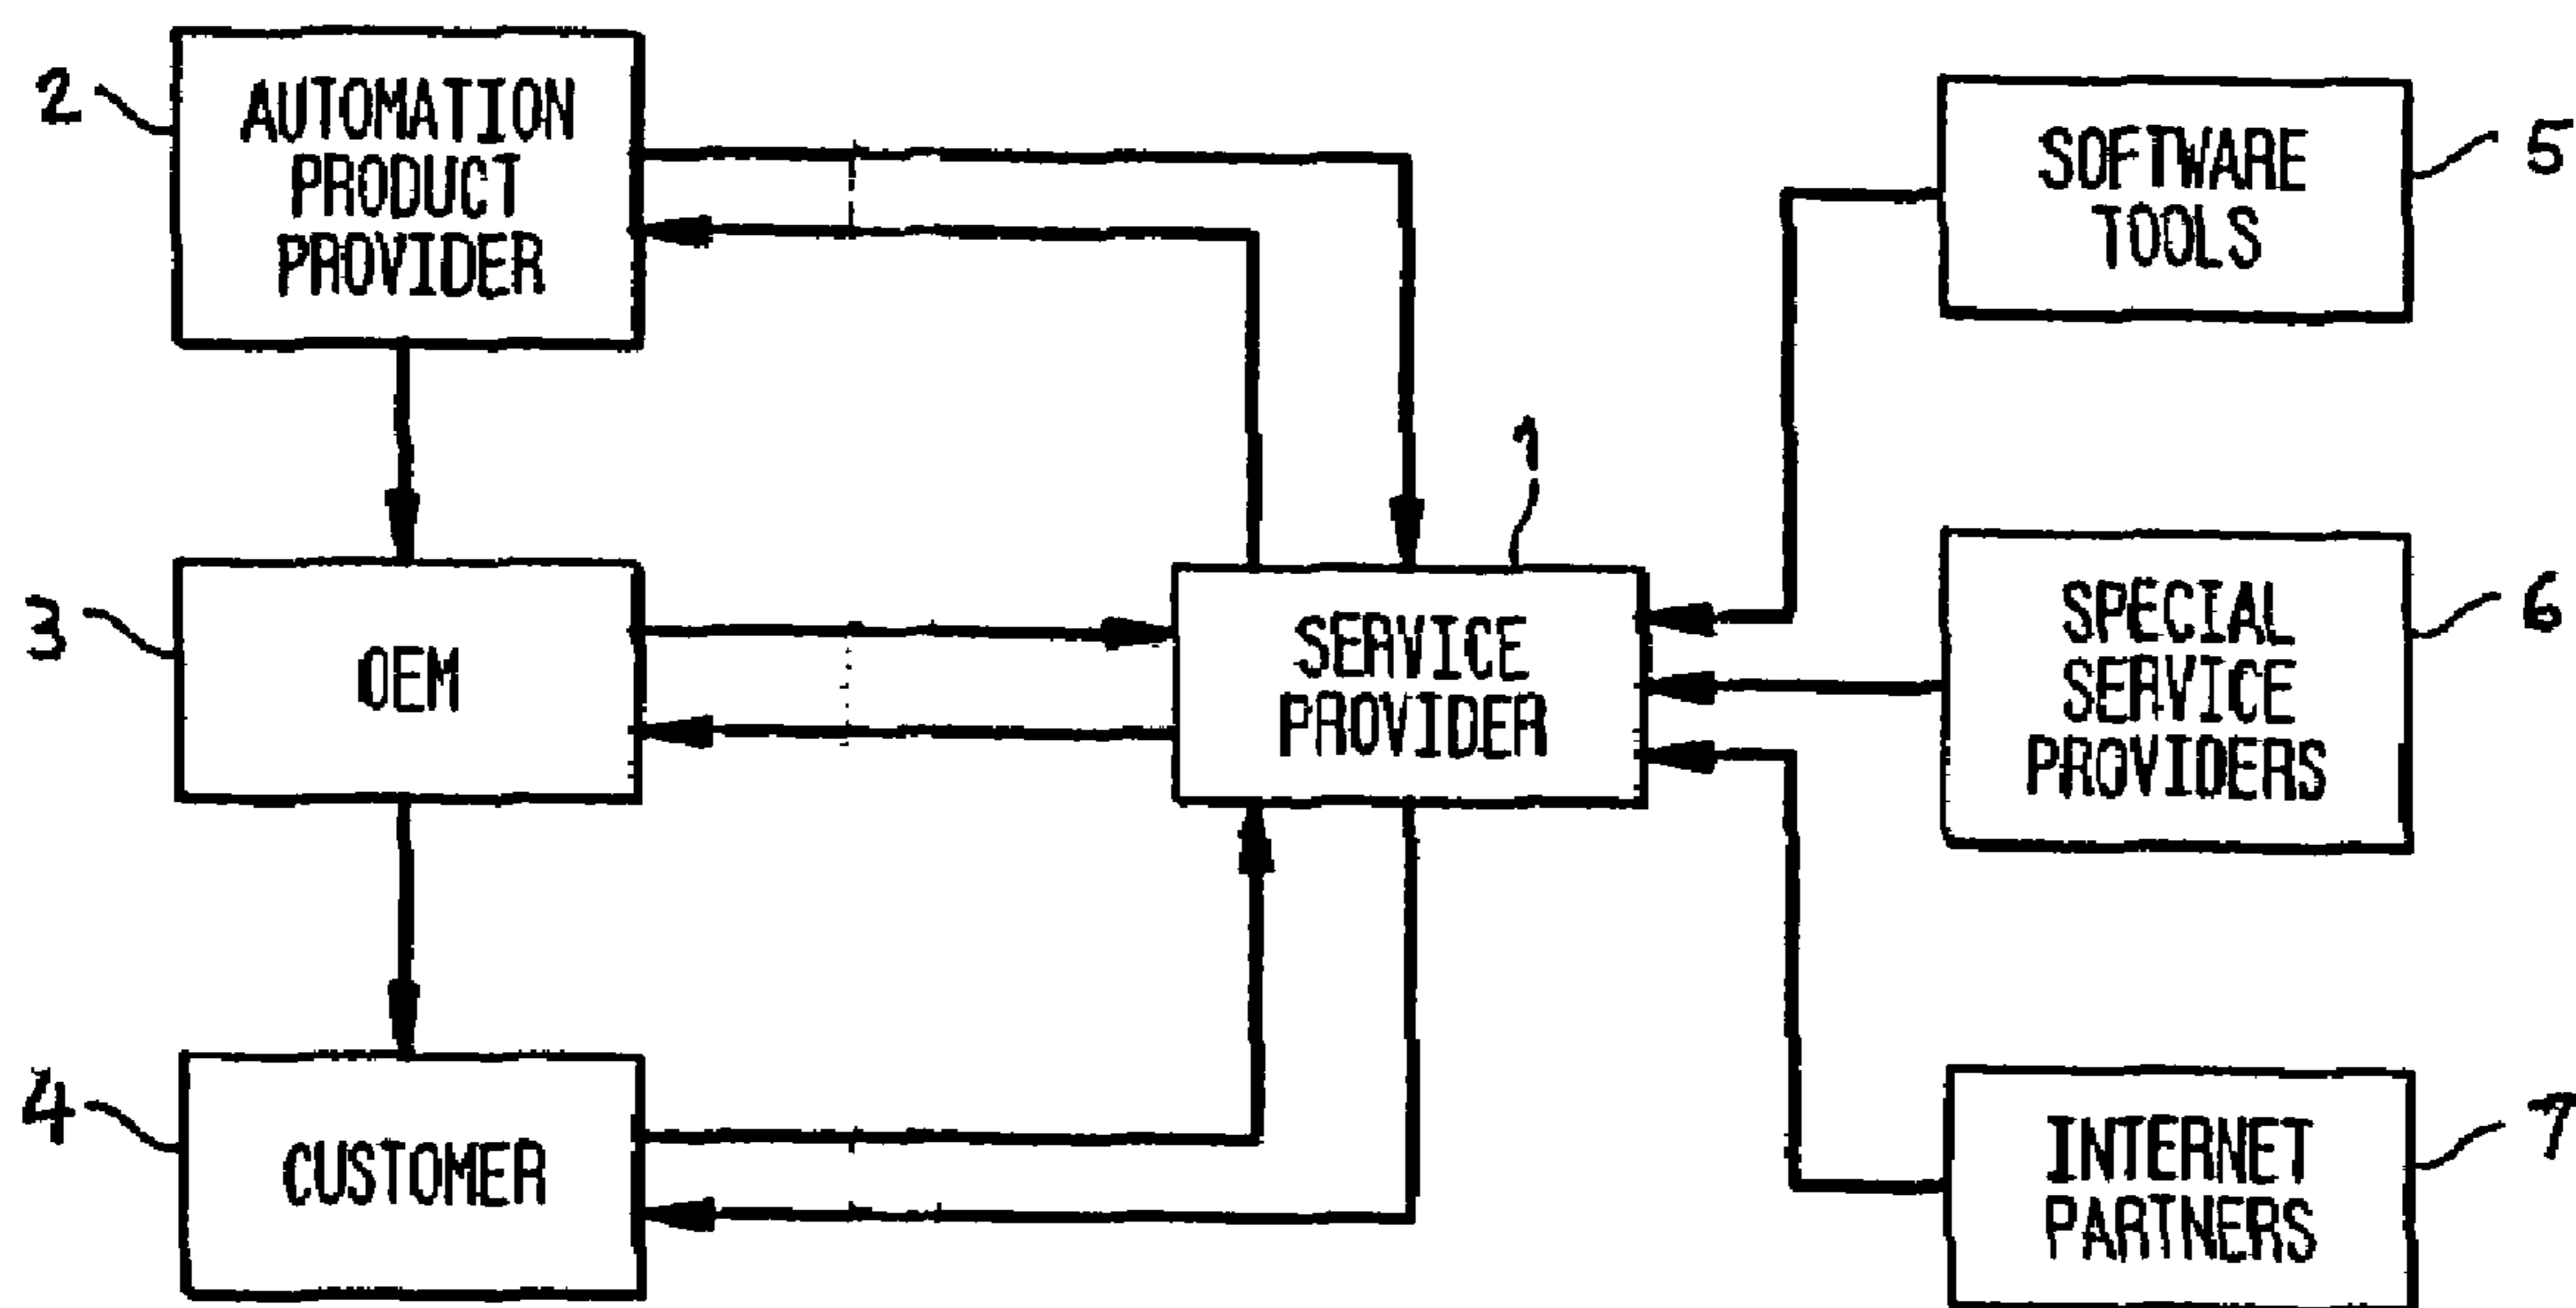 2
AUTOMATION
PRODUCT
PROVIDER
5
SOFTWARE
TOOLS
1
3
OEM
SERVICE
PROVIDER
6
SPECIAL
SERVICE
PROVIDERS
4
CUSTOMER
7
INTERNET
PARTNERS